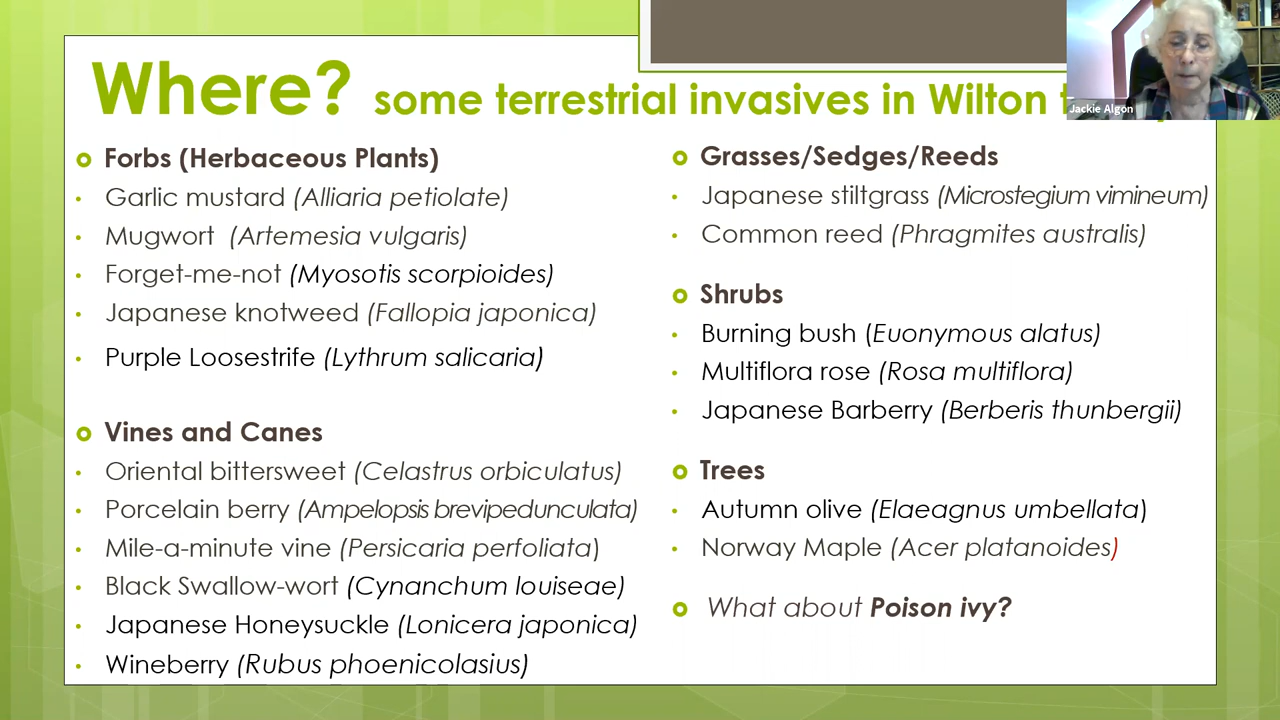 Where? some terrestrial invasives in Wilton
Jackie Algon
Forbs (Herbaceous Plants)
Garlic mustard (Alliaria petiolate)
Mugwort (Artemesia vulgaris)
Forget-me-not (Myosotis scorpioides)
Japanese knotweed (Fallopia japonica)
Purple Loosestrife (Lythrum salicaria)
Vines and Canes
Oriental bittersweet (Celastrus orbiculatus)
Porcelain berry (Ampelopsis brevipedunculata)
Mile-a-minute vine (Persicaria perfoliata)
Black Swallow-wort (Cynanchum louiseae)
Japanese Honeysuckle (Lonicera japonica)
Wineberry (Rubus phoenicolasius)
Grasses/Sedges/Reeds
Japanese stiltgrass (Microstegium vimineum)
Common reed (Phragmites australis)
Shrubs
Burning bush (Euonymous alatus)
Multiflora rose (Rosa multiflora)
Japanese Barberry (Berberis thunbergii)
Trees
Autumn olive (Elaeagnus umbellata)
Norway Maple (Acer platanoides)
What about Poison ivy?